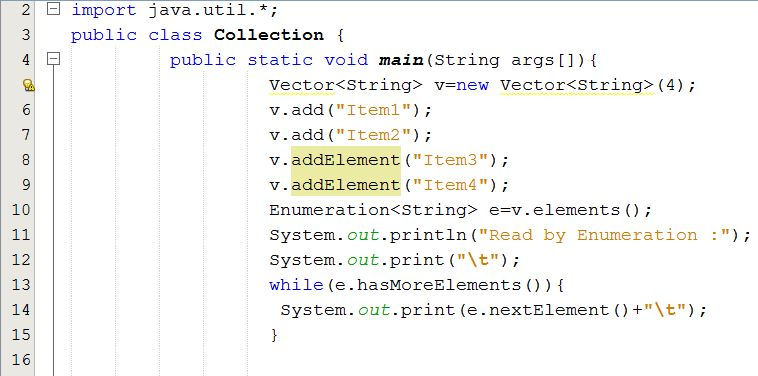 2 import java.util.*;
3 public class Collection {
4 public static void main(String args[]){
Vector<String> v=new Vector<String>(4);
6 v.add("Item1");
7 v.add("Item2");
8 v.addElement("Item3");
9 v.addElement("Item4");
10 Enumeration<String> e=v.elements();
11 System.out.println("Read by Enumeration :");
12 System.out.print("\t");
13 while(e.hasMoreElements()){
14 System.out.print(e.nextElement()+"\t");
15 }
16